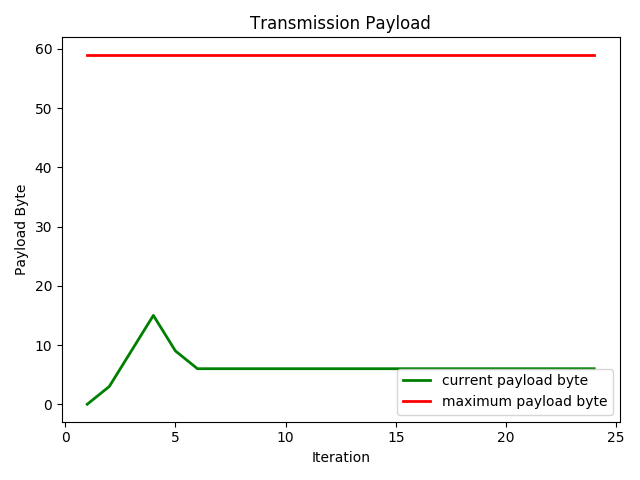 Transmission Payload
60
50
40
30
20
10
0
Payload Byte
current payload byte
maximum payload byte
0 5 10 15 20 25
Iteration